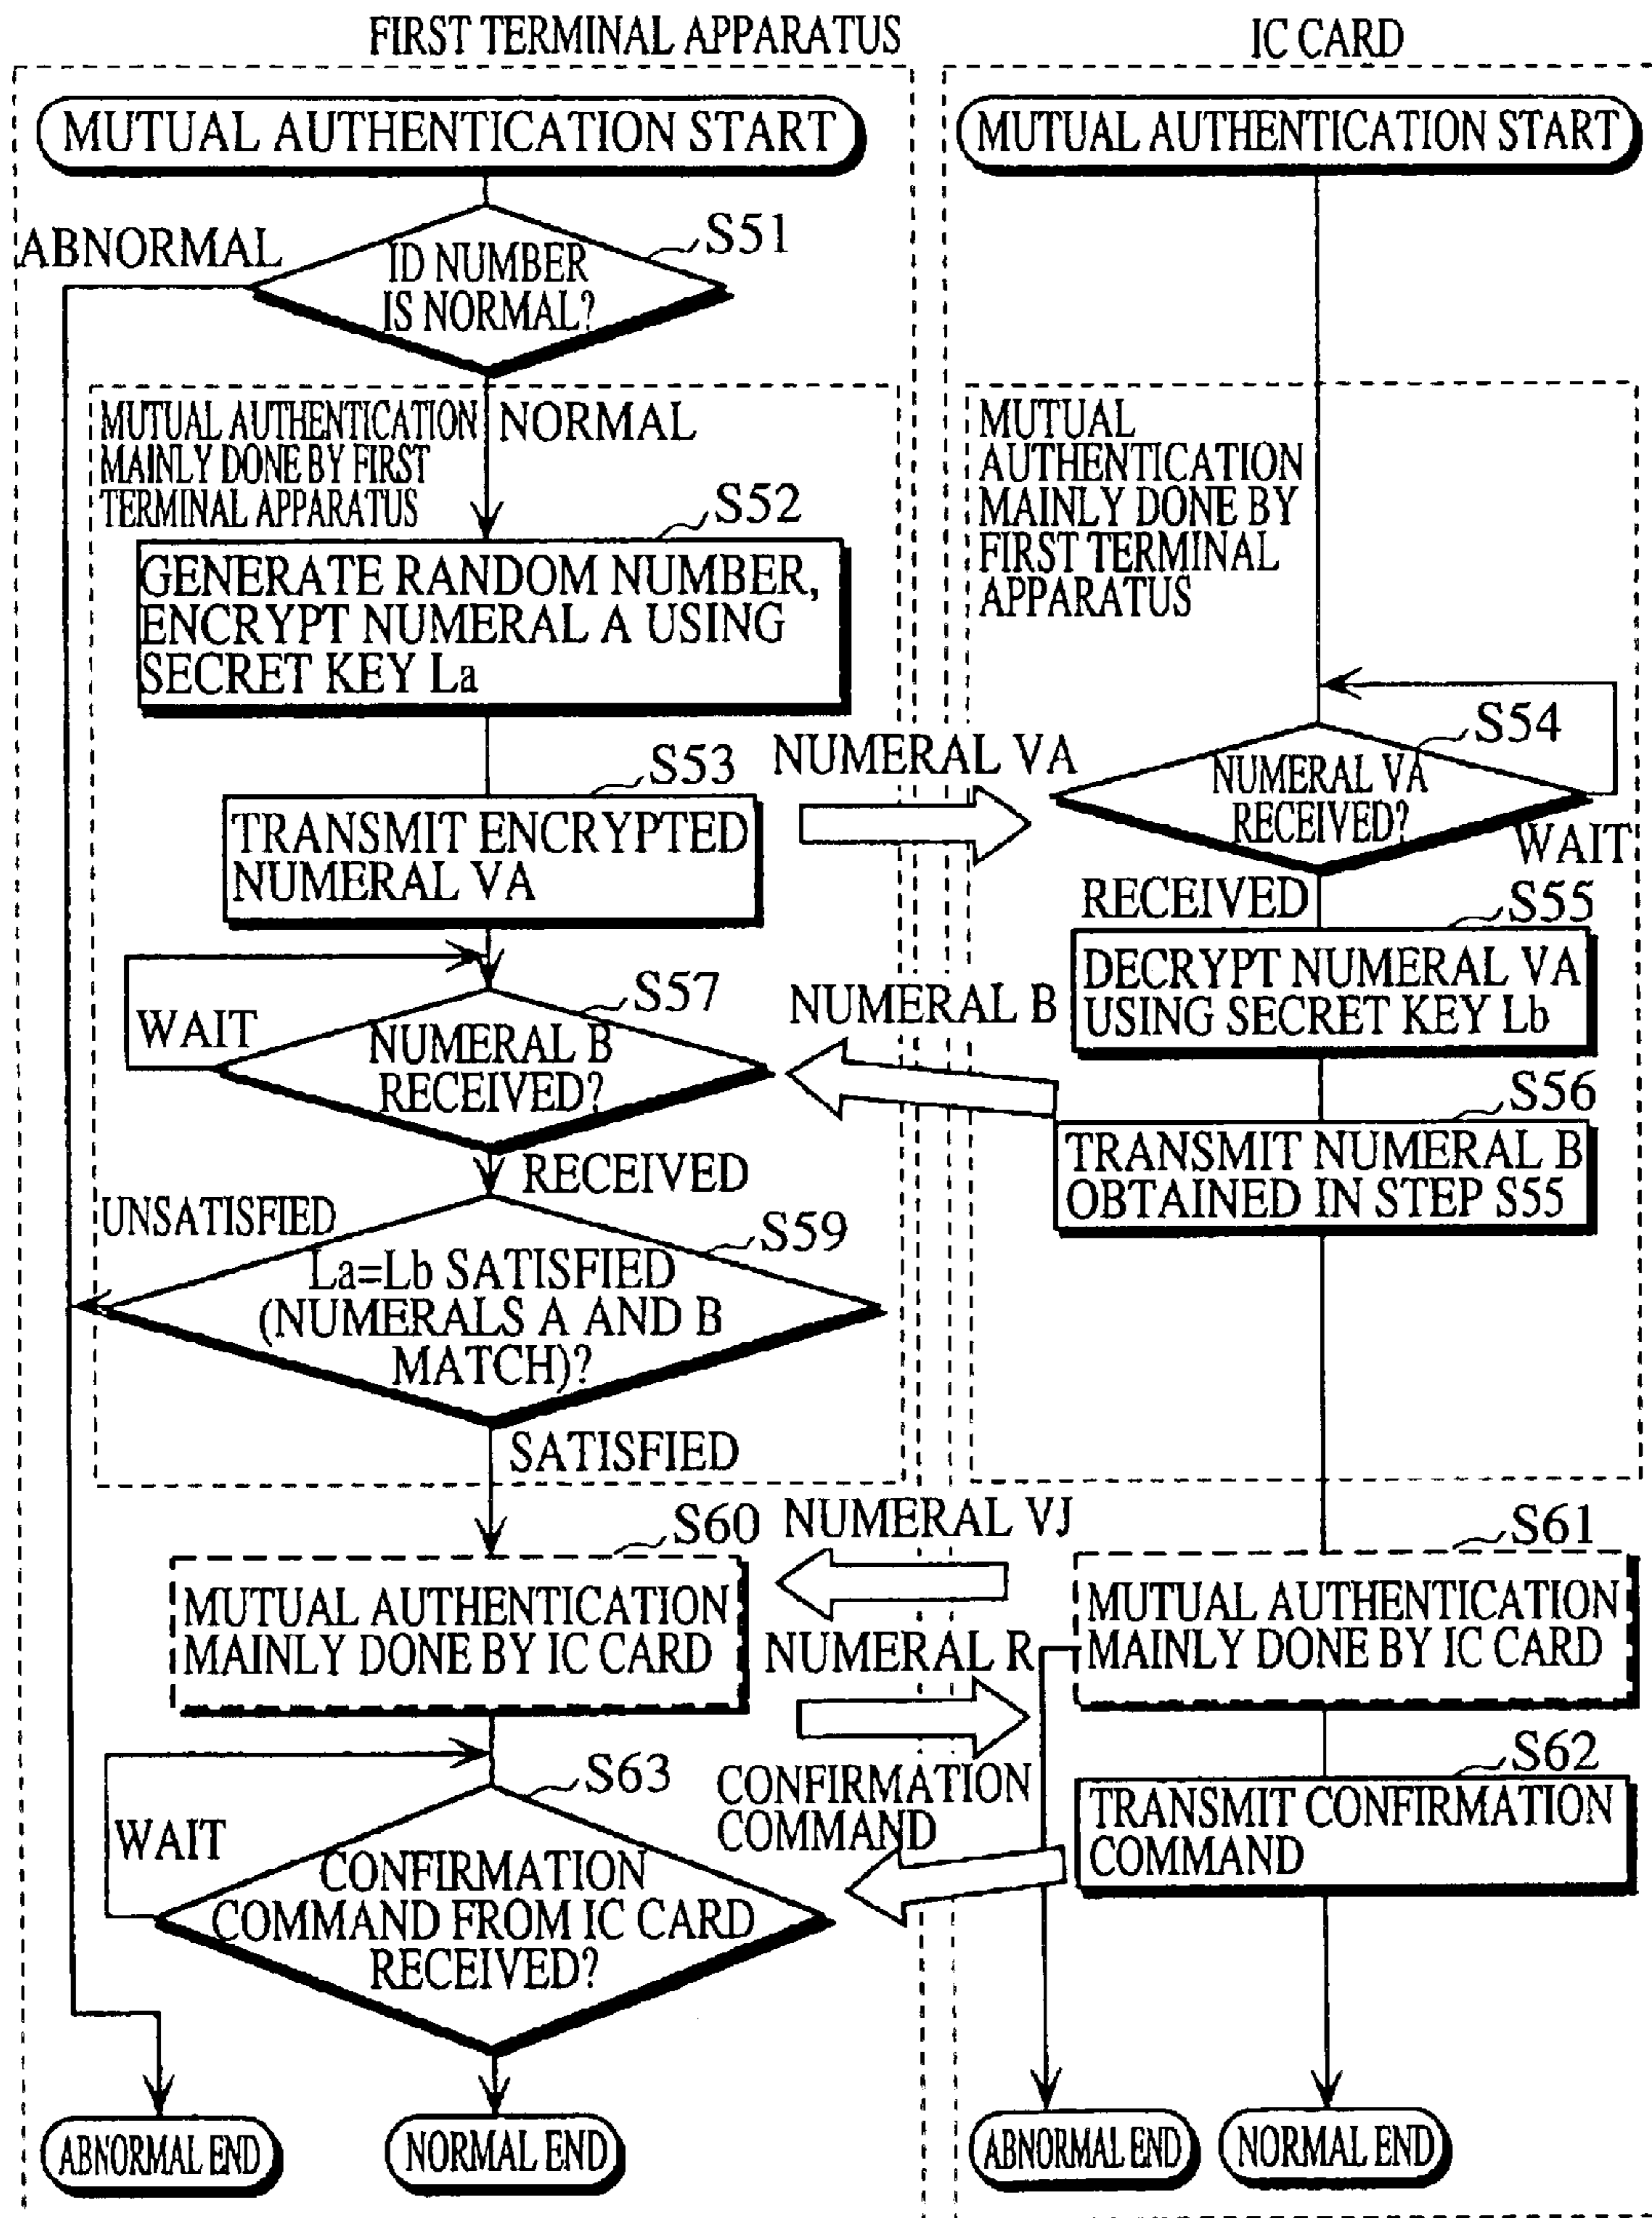 FIRST TERMINAL APPARATUS
IC CARD
MUTUAL AUTHENTICATION START
MUTUAL AUTHENTICATION START
ABNORMAL
S51
ID NUMBER
IS NORMAL?
MUTUAL AUTHENTICATION
MAINLY DONE BY FIRST
TERMINAL APPARATUS
NORMAL
MUTUAL
AUTHENTICATION
MAINLY DONE BY
FIRST TERMINAL
APPARATUS
S52
GENERATE RANDOM NUMBER,
ENCRYPT NUMERAL A USING
SECRET KEY La
S53
TRANSMIT ENCRYPTED
NUMERAL VA
NUMERAL VA
S54
NUMERAL VA
RECEIVED?
WAIT
RECEIVED
S55
DECRYPT NUMERAL VA
USING SECRET KEY Lb
S57
WAIT
NUMERAL B
RECEIVED?
NUMERAL B
S56
TRANSMIT NUMERAL B
OBTAINED IN STEP S55
RECEIVED
UNSATISFIED
S59
La=Lb SATISFIED
(NUMERALS A AND B
MATCH)?
SATISFIED
S60
NUMERAL VJ
S61
MUTUAL AUTHENTICATION
MAINLY DONE BY IC CARD
NUMERAL R
MUTUAL AUTHENTICATION
MAINLY DONE BY IC CARD
S63
WAIT
CONFIRMATION
COMMAND FROM IC CARD
RECEIVED?
CONFIRMATION
COMMAND
S62
TRANSMIT CONFIRMATION
COMMAND
ABNORMAL END
NORMAL END
ABNORMAL END
NORMAL END